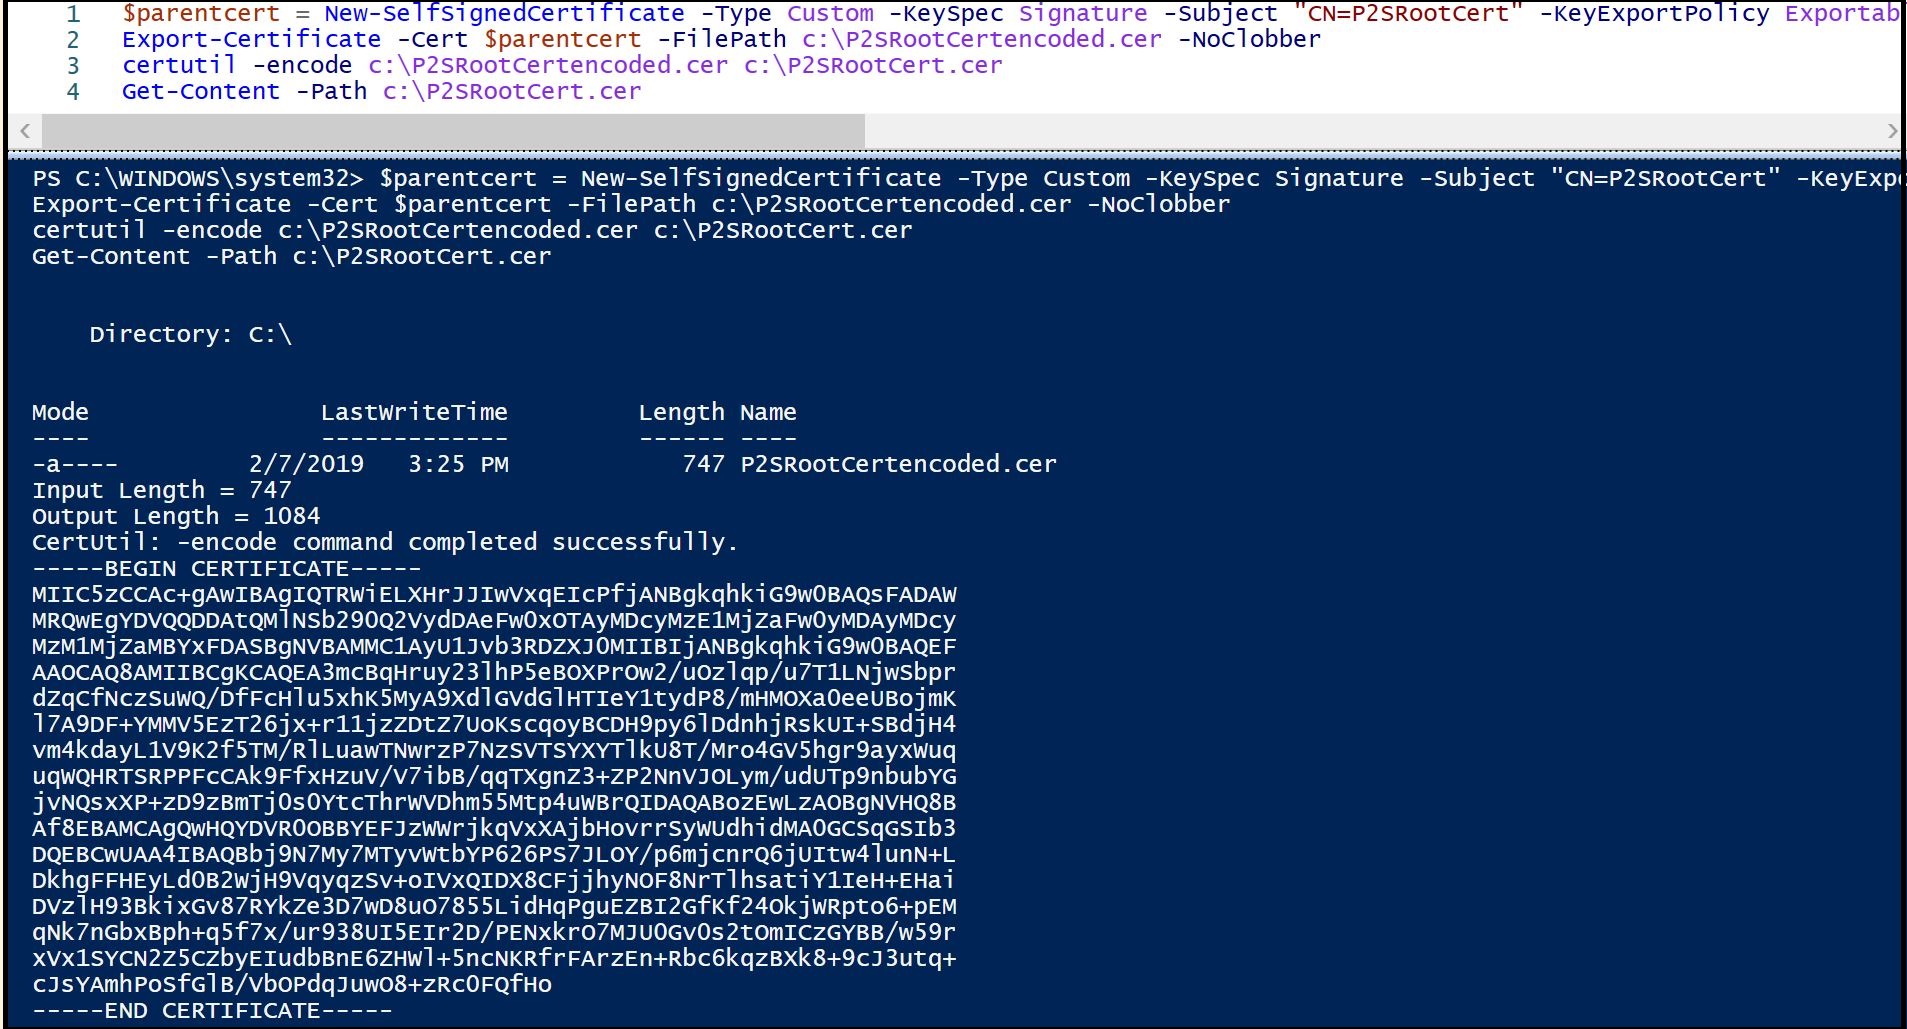 1 $parentcert = New-SelfSignedCertificate -Type Custom -KeySpec Signature -Subject "CN=P2SRootCert" -KeyExportPolicy Exportab
2 Export-Certificate -Cert $parentcert -FilePath c:\P2SRootCertencoded.cer -NoClobber
3 certutil -encode c:\P2SRootCertencoded.cer c:\P2SRootCert.cer
4 Get-Content -Path c:\P2SRootCert.cer
PS C:\WINDOWS\system32> $parentcert = New-SelfSignedCertificate -Type Custom -KeySpec Signature -Subject "CN=P2SRootCert" -KeyExpo
Export-Certificate -Cert $parentcert -FilePath c:\P2SRootCertencoded.cer -NoClobber
certutil -encode c:\P2SRootCertencoded.cer c:\P2SRootCert.cer
Get-Content -Path c:\P2SRootCert.cer
Directory: C:\
Mode LastWriteTime Length Name
---- ------------- ------ ----
-a---- 2/7/2019 3:25 PM 747 P2SRootCertencoded.cer
Input Length = 747
Output Length = 1084
CertUtil: -encode command completed successfully.
-----BEGIN CERTIFICATE-----
MIIC5zCCAc+gAwIBAgIQTRWiELXHrJJIwVxqEIcPfjANBgkqhkiG9w0BAQsFADAW
MRQwEgYDVQQDDAtQMlNSb290Q2VydDAeFw0xOTAyMDcyMzE1MjZaFw0yMDAyMDcy
MzM1MjZaMBYxFDASBgNVBAMMC1AyU1Jvb3RDZXJ0MIIBIjANBgkqhkiG9w0BAQEF
AAOCAQ8AMIIBCgKCAQEA3mcBqHruy23lhP5eBOXPrOw2/uOzlqp/u7T1LNjwSbpr
dZqCfNczSuWQ/DfFcHlu5xhK5MyA9XdlGVdGlHTIeY1tydP8/mHMOXa0eeUBojmK
l7A9DF+YMMV5EzT26jx+r11jzZDtZ7UoKscqoyBCDH9py6lDdnhjRskUI+SBdjH4
vm4kdayL1V9K2f5TM/RlLuawTNwrzP7NzSVTSYXYTlkU8T/Mro4GV5hgr9ayxWuq
uqWQHRTSRPPFcCAk9FfxHzuV/V7ibB/qqTXgnZ3+ZP2NnVJOLym/udUTp9nbubYG
jvNQsxXP+zD9zBmTj0s0YtcThrWVDhm55Mtp4uWBrQIDAQABozEwLzAOBgNVHQ8B
Af8EBAMCAgQwHQYDVR0OBBYEFJzWWrjkqVxXAjbHovrrSyWUdhidMA0GCSqGSIb3
DQEBCwUAA4IBAQBbj9N7My7MTyvWtbYP626PS7JLOY/p6mjcnrQ6jUItw4lunN+L
DkhgFFHEyLd0B2WjH9VqyqzSv+oIVxQIDX8CFjjhyNOF8NrTlhsatiY1IeH+EHai
DVzlH93BkixGv87RYkZe3D7wD8uO7855LidHqPguEZBI2GfKf24OkjWRpto6+pEM
qNk7nGbxBph+q5f7x/ur938UI5EIr2D/PENxkrO7MJU0Gv0s2tOmICzGYBB/w59r
xVx1SYCN2Z5CZbyEIudbBnE6ZHWl+5ncNKRfrFArzEn+Rbc6kqzBXk8+9cJ3utq+
cJsYAmhPoSfGlB/VbOPdqJuwO8+zRc0FQfHo
-----END CERTIFICATE-----